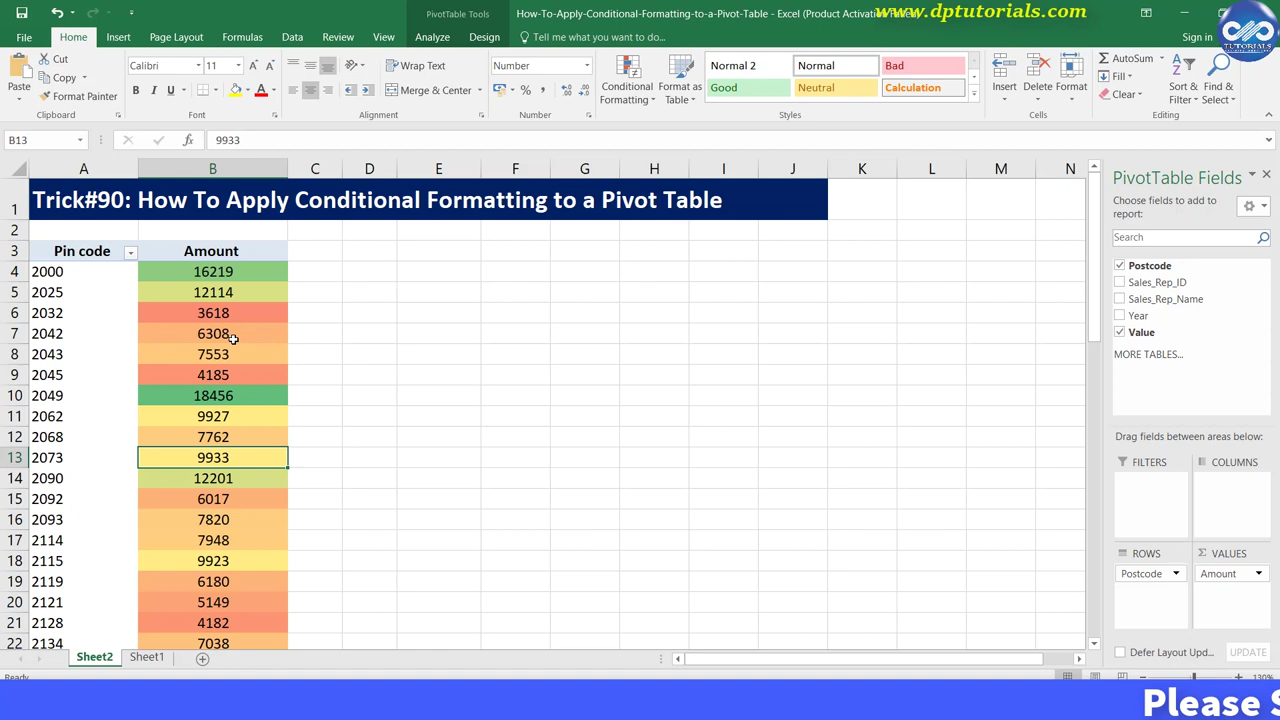 PivotTable Tools
How-To-Apply-Conditional-Formatting-to-a-Pivot-Table - Excel (Product Activation
www.dptutorials.com
File Home Insert Page Layout Formulas Data Review View Analyze Design Tell me what you want to do... Sign in
TUTORIALS
Paste
Cut
Copy
Format Painter
Calibri 11
B I U A
Wrap Text
Merge & Center
Number
%
Conditional Formatting
Format as Table
Normal 2 Normal Bad
Good Neutral Calculation
Insert Delete Format
AutoSum
Fill
Clear
Sort & Filter
Find & Select
Clipboard Font Alignment Number Styles Cells Editing
B13 fx 9933
A B C D E F G H I J K L M N
1 Trick#90: How To Apply Conditional Formatting to a Pivot Table
2
3 Pin code Amount
4 2000 16219
5 2025 12114
6 2032 3618
7 2042 6308
8 2043 7553
9 2045 4185
10 2049 18456
11 2062 9927
12 2068 7762
13 2073 9933
14 2090 12201
15 2092 6017
16 2093 7820
17 2114 7948
18 2115 9923
19 2119 6180
20 2121 5149
21 2128 4182
22 2134 7038
PivotTable Fields
Choose fields to add to report:
Search
Postcode
Sales_Rep_ID
Sales_Rep_Name
Year
Value
MORE TABLES...
Drag fields between areas below:
FILTERS COLUMNS
ROWS Σ VALUES
Postcode Amount
Defer Layout Upd... UPDATE
Sheet2 Sheet1
Ready 130%
Please S